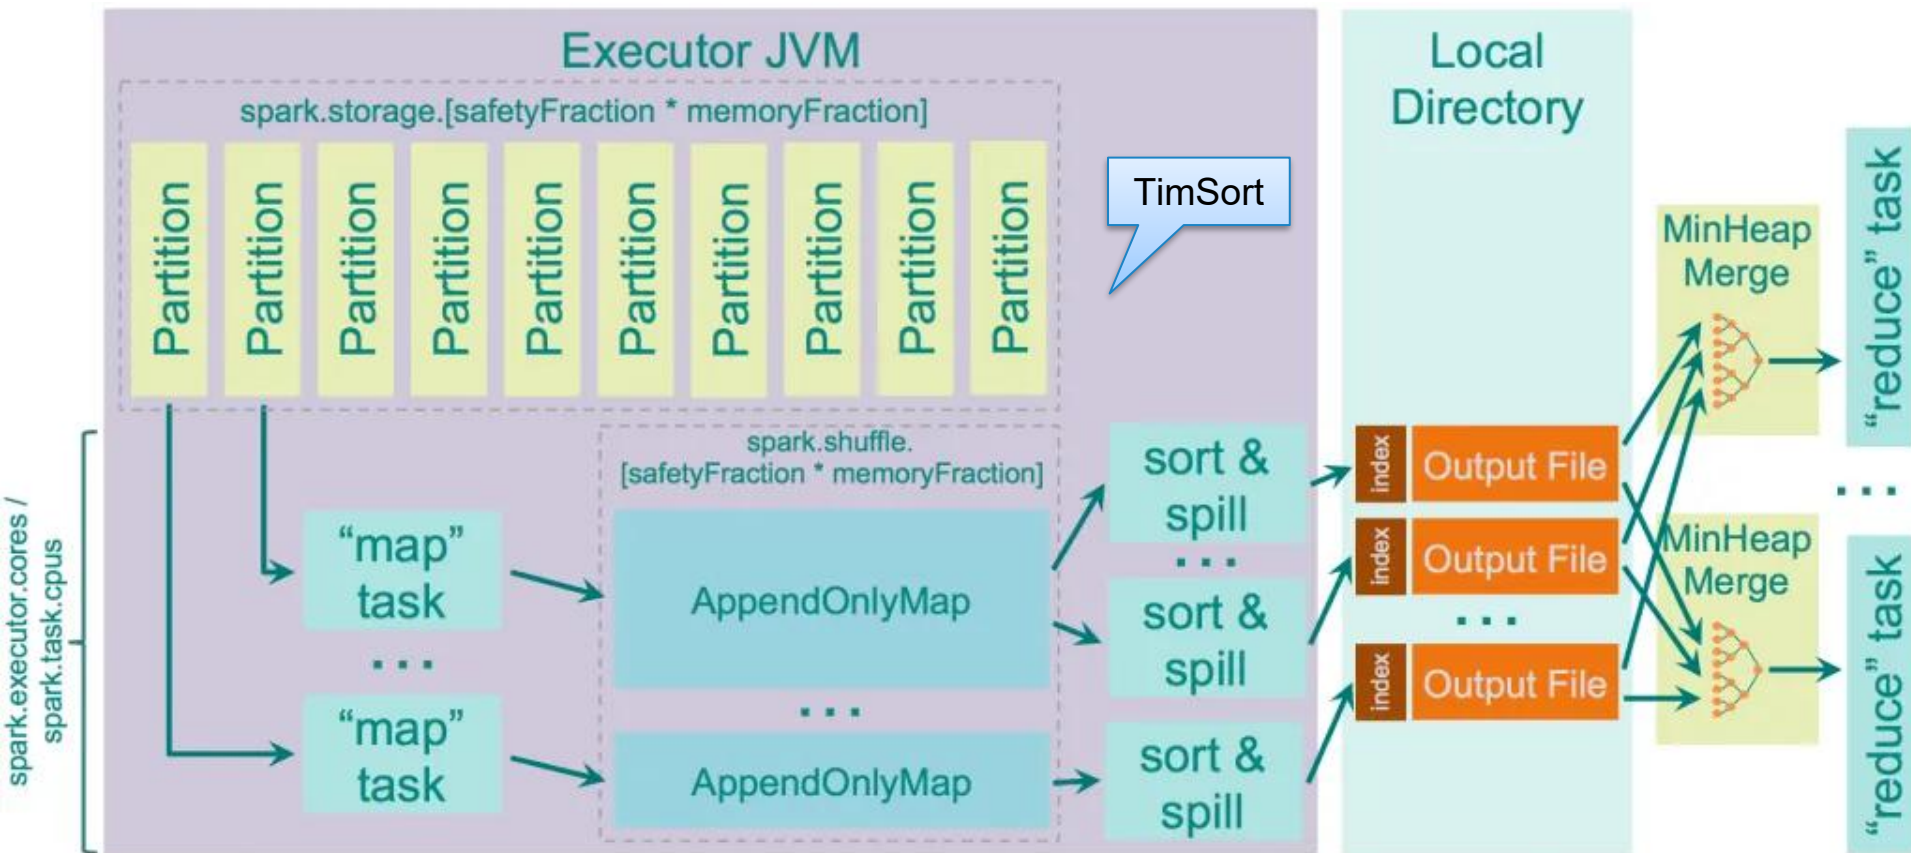 Executor JVM
spark.storage.[safetyFraction * memoryFraction]
Partition
Partition
Partition
Partition
Partition
Partition
Partition
Partition
Partition
Partition
TimSort
spark.executor.cores /
spark.task.cpus
“map”
task
...
“map”
task
spark.shuffle.
[safetyFraction * memoryFraction]
AppendOnlyMap
...
AppendOnlyMap
sort &
spill
...
sort &
spill
sort &
spill
Local
Directory
index
Output File
index
Output File
...
index
Output File
MinHeap
Merge
MinHeap
Merge
“reduce” task
...
“reduce” task